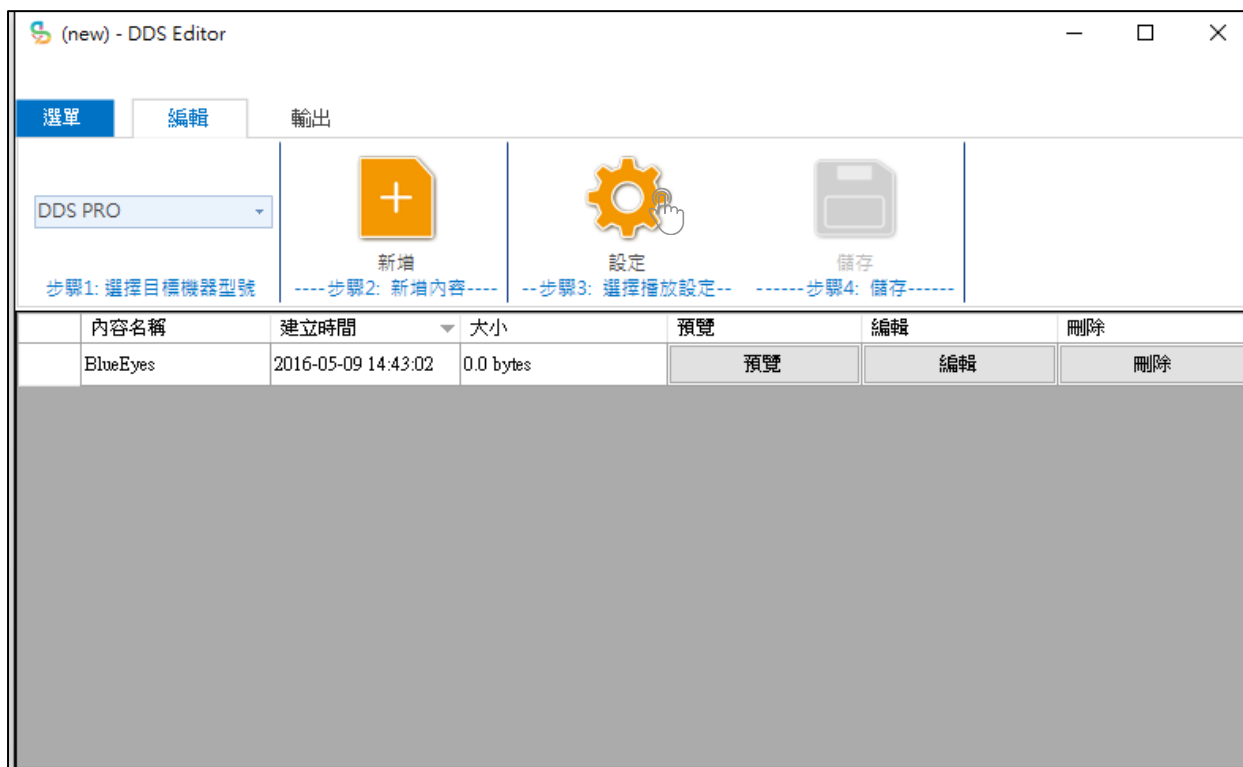 (new) - DDS Editor
選單 編輯 輸出
DDS PRO
新增 設定 儲存
步驟1: 選擇目標機器型號 ----步驟2: 新增內容---- --步驟3: 選擇播放設定-- ------步驟4: 儲存------
內容名稱 建立時間 大小 預覽 編輯 刪除
BlueEyes 2016-05-09 14:43:02 0.0 bytes 預覽 編輯 刪除